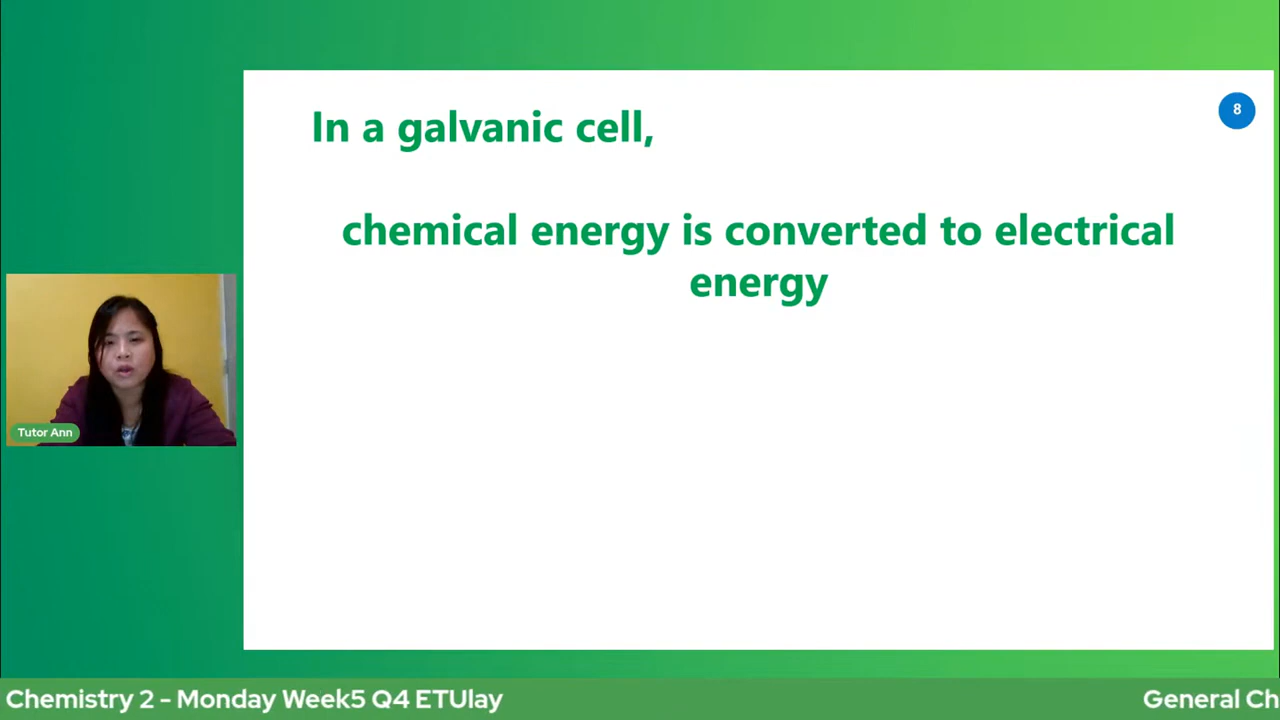 8
In a galvanic cell,
chemical energy is converted to electrical
energy
Tutor Ann
Chemistry 2 - Monday Week5 Q4 ETUlay
General Ch